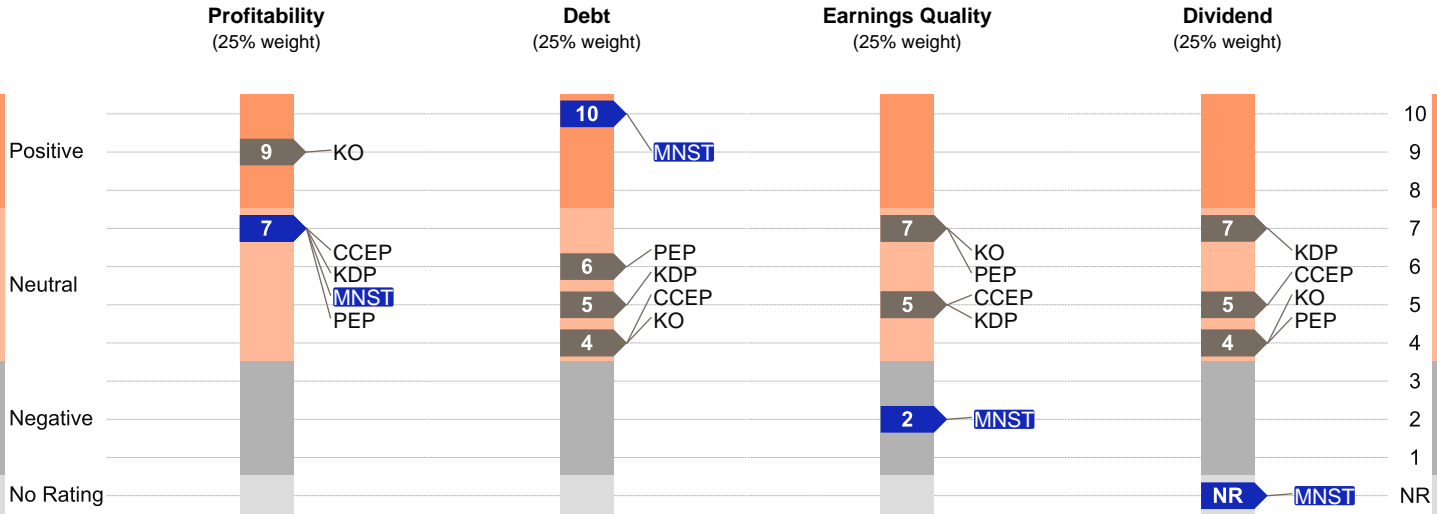 Profitability
(25% weight)
Debt
(25% weight)
Earnings Quality
(25% weight)
Dividend
(25% weight)
Positive
Neutral
Negative
No Rating
9
KO
7
CCEP
KDP
MNST
PEP
10
MNST
6
5
4
PEP
KDP
CCEP
KO
7
KO
PEP
5
CCEP
KDP
2
MNST
7
5
4
KDP
CCEP
KO
PEP
NR
MNST
10
9
8
7
6
5
4
3
2
1
NR